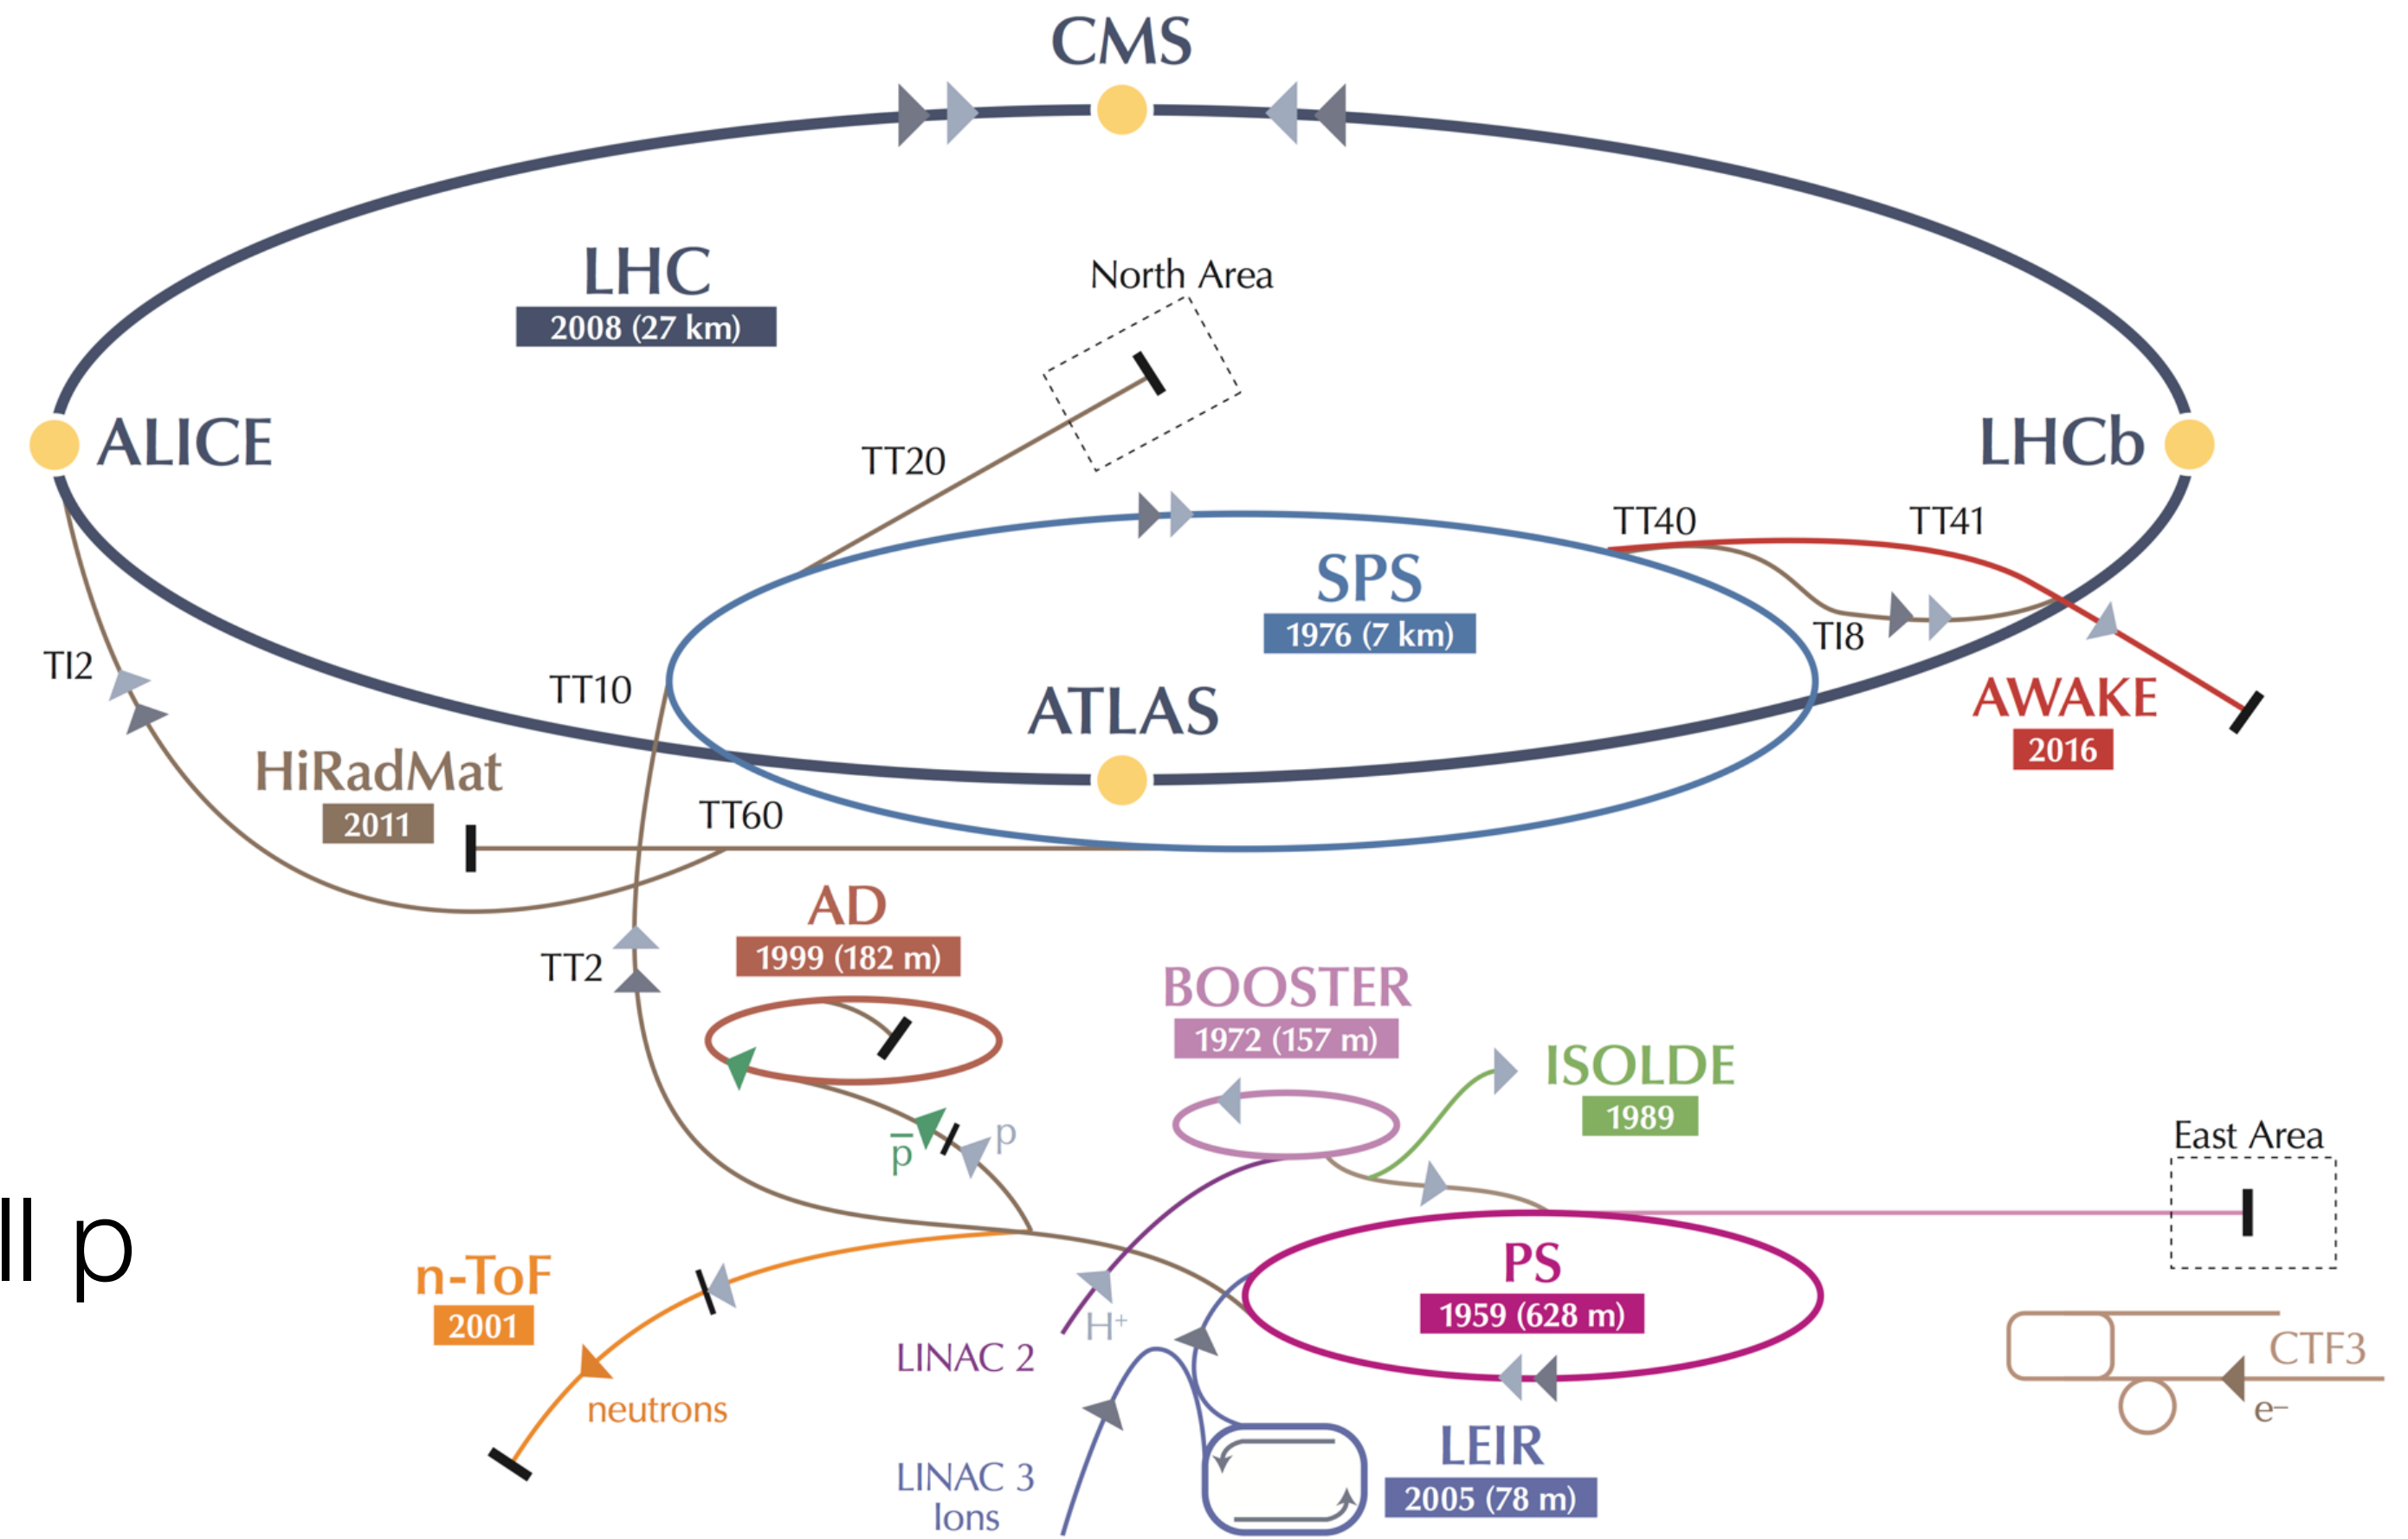 CMS
LHC
2008 (27 km)
North Area
ALICE
TT20
LHCb
TT40
TT41
SPS
1976 (7 km)
TI8
TI2
TT10
ATLAS
AWAKE
2016
HiRadMat
2011
TT60
AD
1999 (182 m)
TT2
BOOSTER
1972 (157 m)
ISOLDE
1989
p
p̅
East Area
ll p
n-ToF
2001
PS
1959 (628 m)
H⁺
LINAC 2
CTF3
e⁻
neutrons
LEIR
2005 (78 m)
LINAC 3
Ions